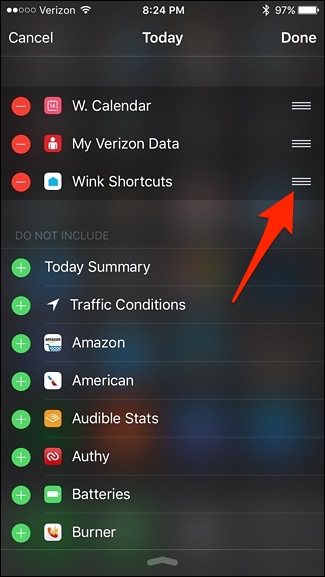 Verizon 8:24 PM 97%
Cancel Today Done
W. Calendar
My Verizon Data
Wink Shortcuts
DO NOT INCLUDE
Today Summary
Traffic Conditions
Amazon
American
Audible Stats
Authy
Batteries
Burner